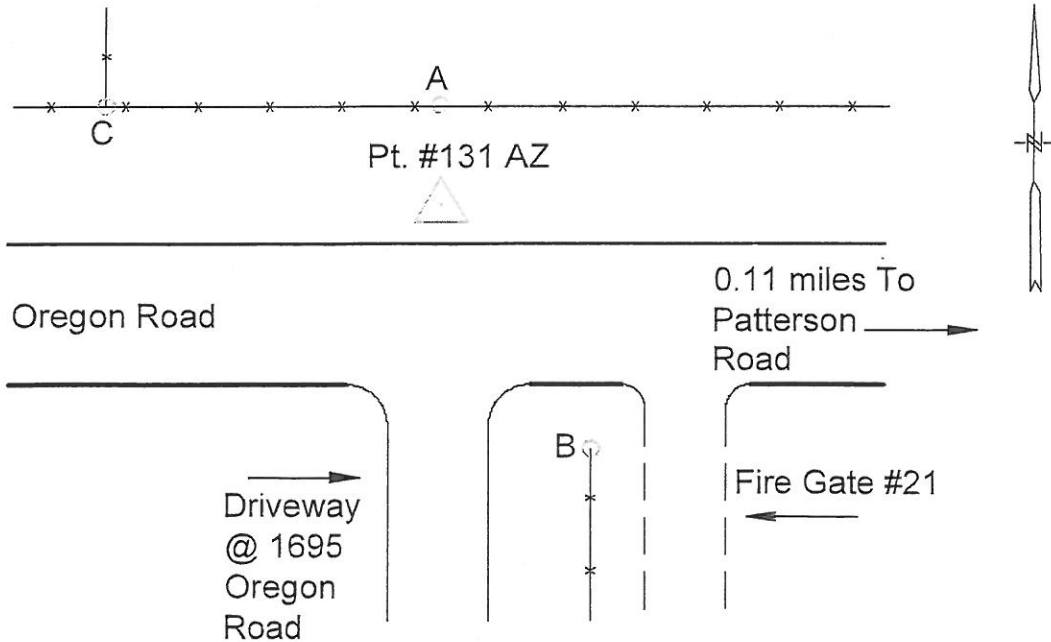 A
C
Pt. #131 AZ
N
Oregon Road
0.11 miles To
Patterson
Road
B
Driveway
@ 1695
Oregon
Road
Fire Gate #21